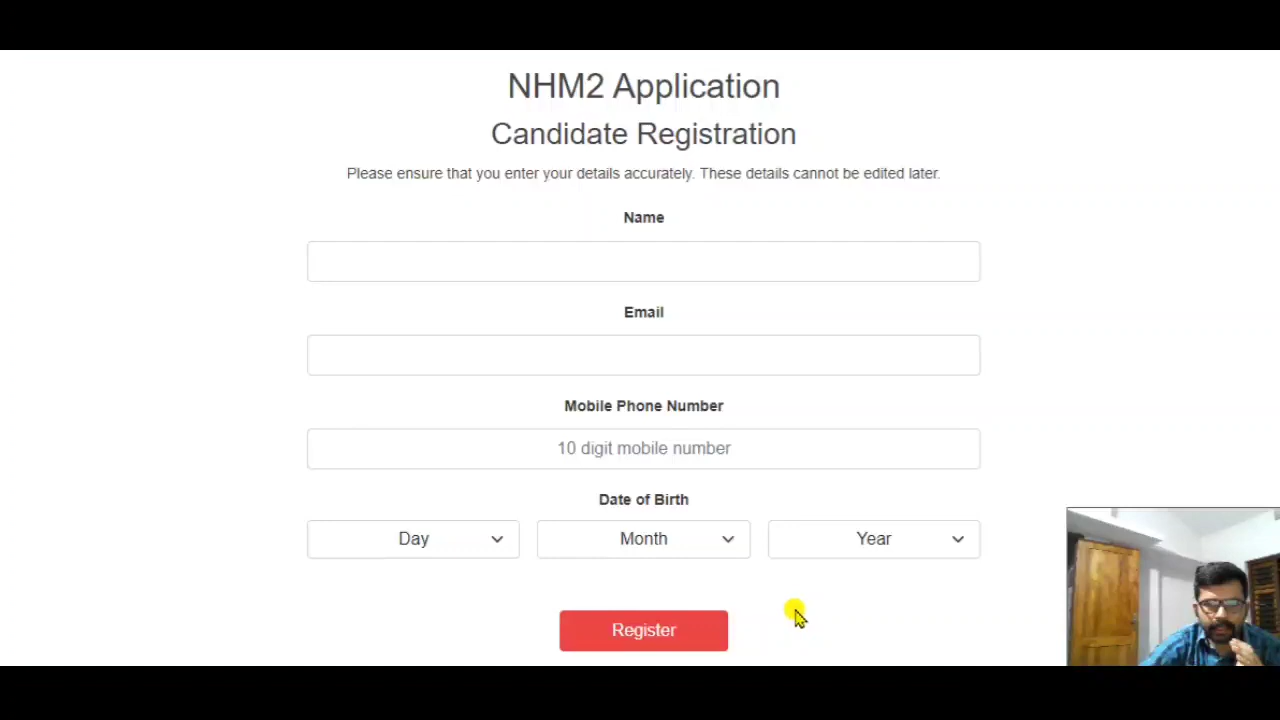 NHM2 Application
Candidate Registration
Please ensure that you enter your details accurately. These details cannot be edited later.
Name
Email
Mobile Phone Number
10 digit mobile number
Date of Birth
Day Month Year
Register